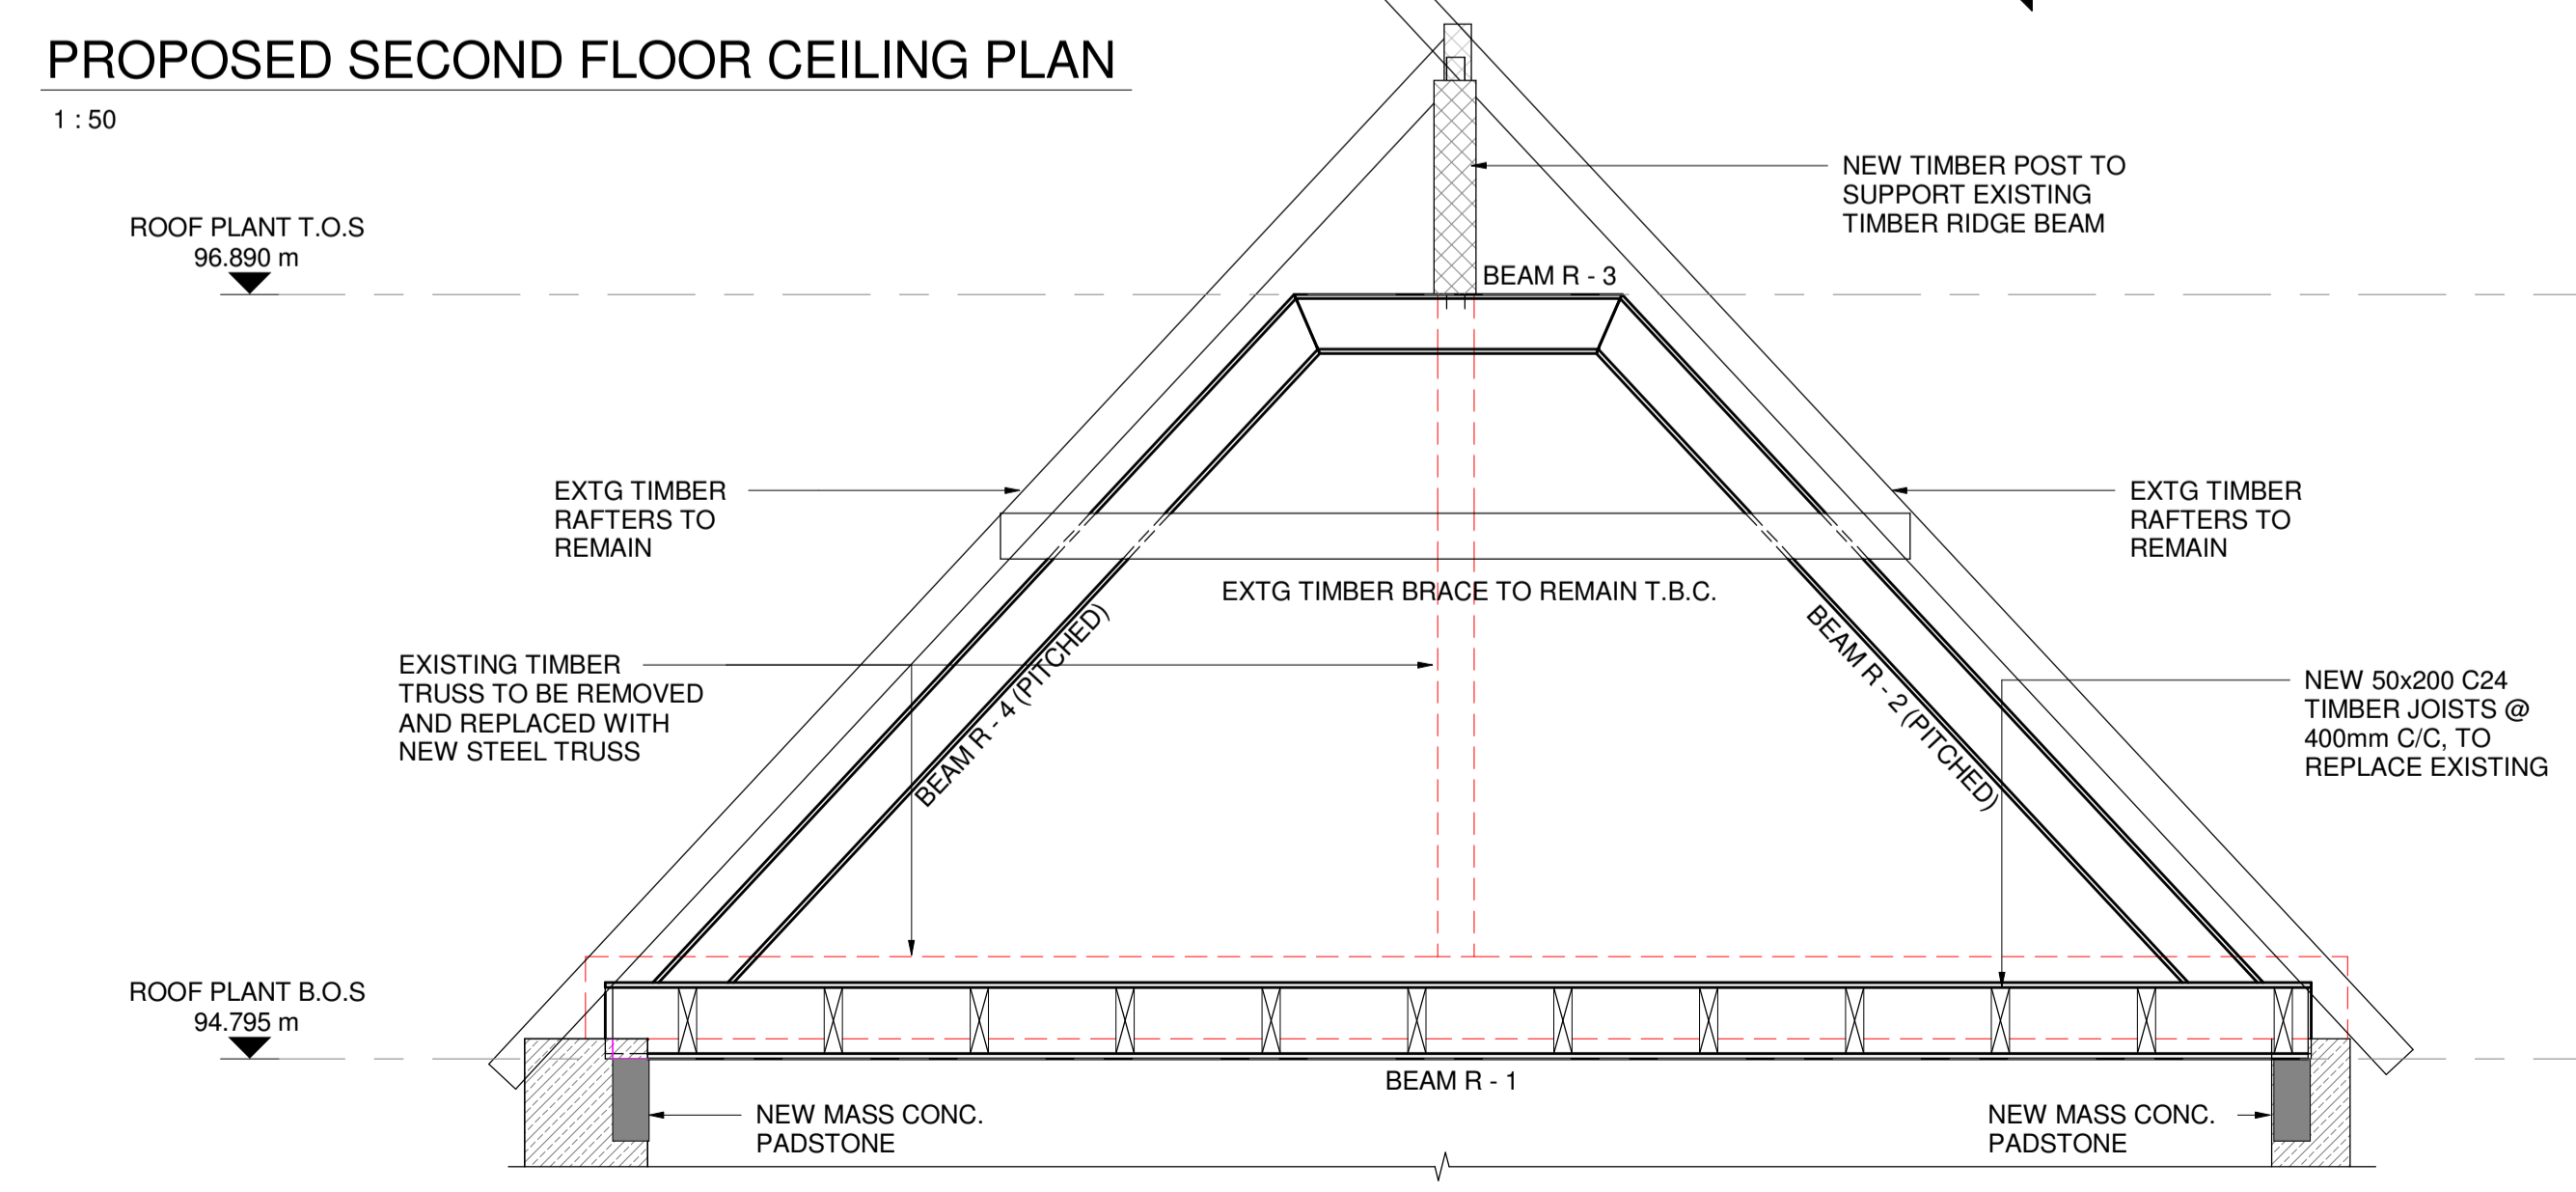 PROPOSED SECOND FLOOR CEILING PLAN
1 : 50
NEW TIMBER POST TO
SUPPORT EXISTING
TIMBER RIDGE BEAM
ROOF PLANT T.O.S
96.890 m
BEAM R - 3
EXTG TIMBER
RAFTERS TO
REMAIN
EXTG TIMBER
RAFTERS TO
REMAIN
EXTG TIMBER BRACE TO REMAIN T.B.C.
EXISTING TIMBER
TRUSS TO BE REMOVED
AND REPLACED WITH
NEW STEEL TRUSS
BEAM R - 4 (PITCHED)
BEAM R - 2 (PITCHED)
NEW 50x200 C24
TIMBER JOISTS @
400mm C/C, TO
REPLACE EXISTING
ROOF PLANT B.O.S
94.795 m
BEAM R - 1
NEW MASS CONC.
PADSTONE
NEW MASS CONC.
PADSTONE